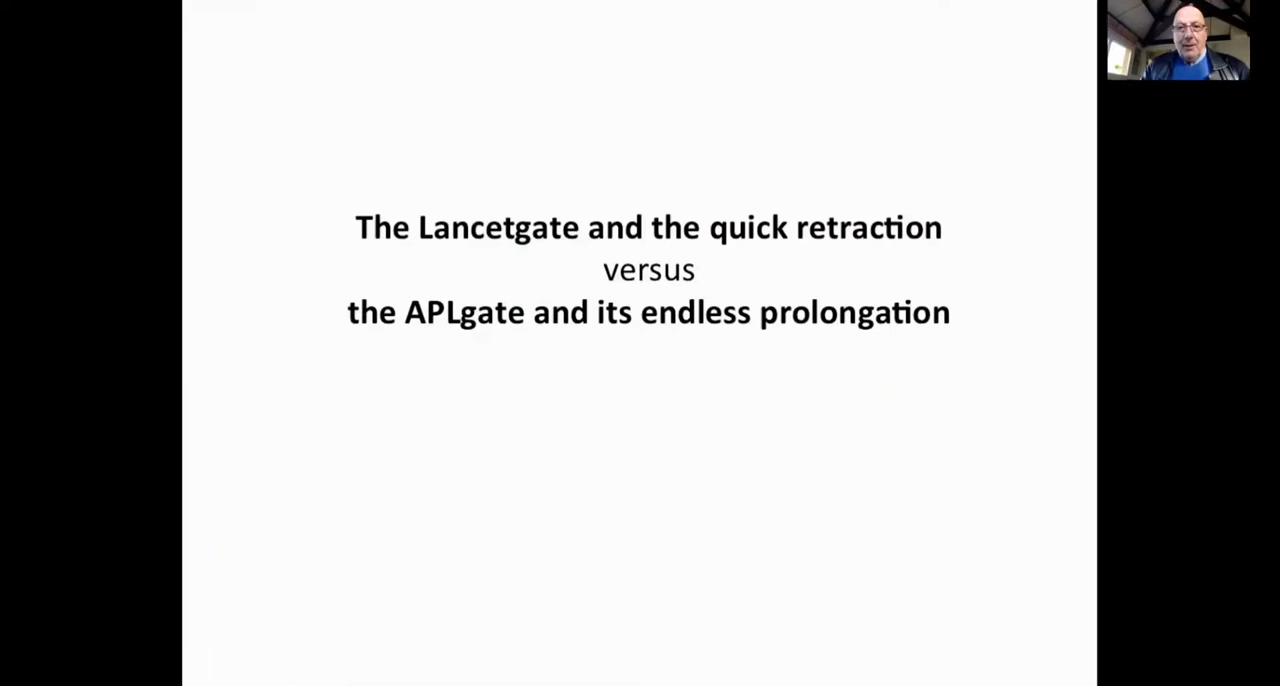 The Lancetgate and the quick retraction
versus
the APLgate and its endless prolongation